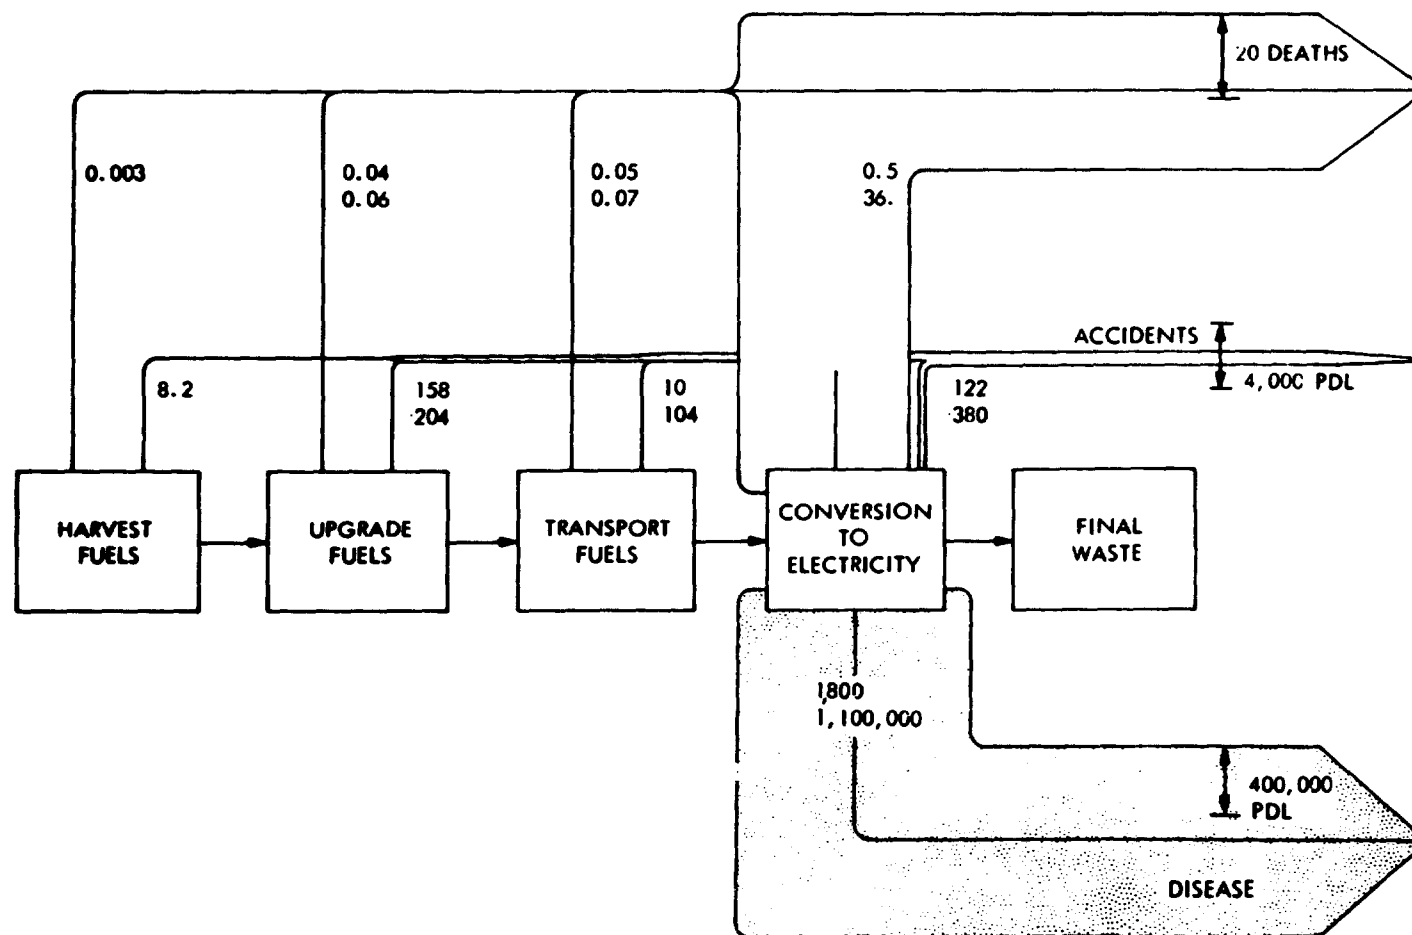 20 DEATHS
0.003
0.04
0.06
0.05
0.07
0.5
36.
ACCIDENTS
4,000 PDL
8.2
158
204
10
104
122
380
HARVEST
FUELS
UPGRADE
FUELS
TRANSPORT
FUELS
CONVERSION
TO
ELECTRICITY
FINAL
WASTE
1,800
1,100,000
400,000
PDL
DISEASE